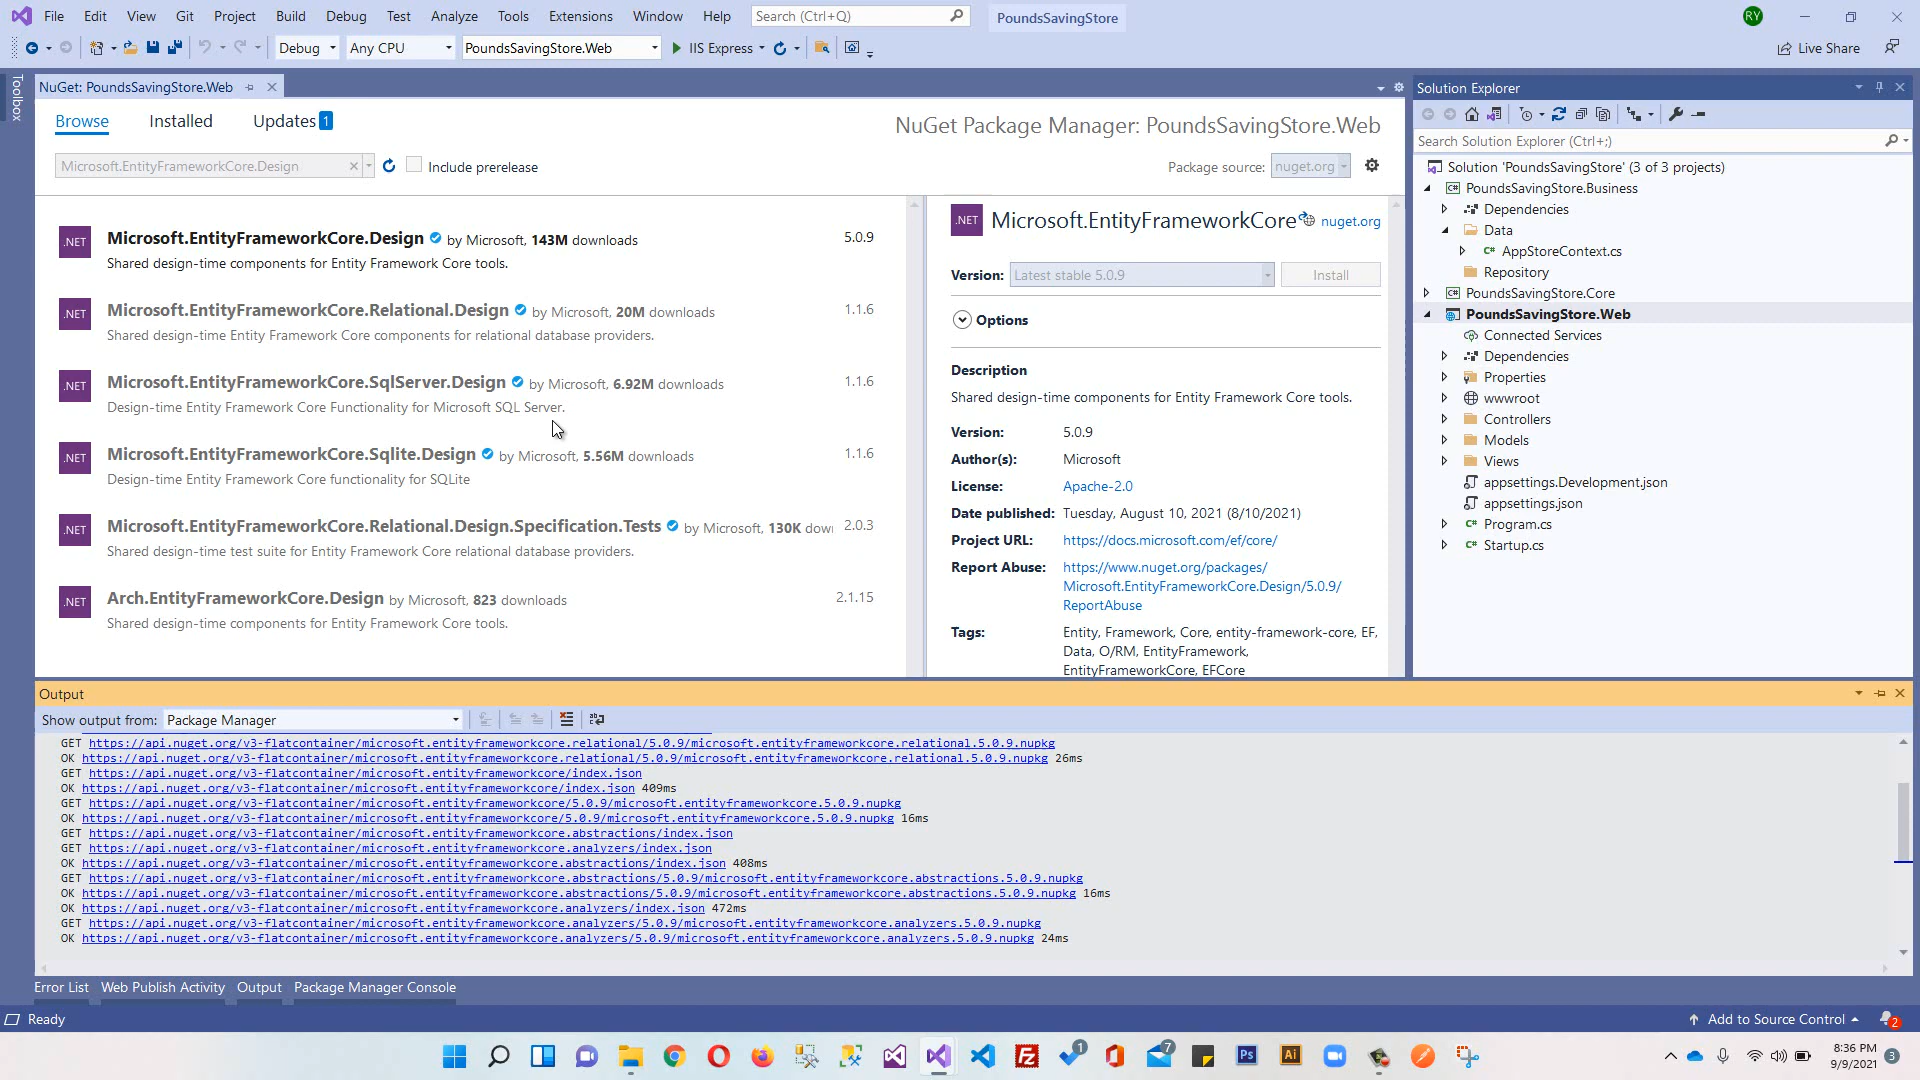 File Edit View Git Project Build Debug Test Analyze Tools Extensions Window Help Search (Ctrl+Q) PoundsSavingStore RY
Debug Any CPU PoundsSavingStore.Web IIS Express Live Share
Toolbox
NuGet: PoundsSavingStore.Web
Browse Installed Updates 1
NuGet Package Manager: PoundsSavingStore.Web
Microsoft.EntityFrameworkCore.Design Include prerelease
Package source: nuget.org
.NET Microsoft.EntityFrameworkCore.Design by Microsoft, 143M downloads 5.0.9
Shared design-time components for Entity Framework Core tools.
.NET Microsoft.EntityFrameworkCore.Relational.Design by Microsoft, 20M downloads 1.1.6
Shared design-time Entity Framework Core components for relational database providers.
.NET Microsoft.EntityFrameworkCore.SqlServer.Design by Microsoft, 6.92M downloads 1.1.6
Design-time Entity Framework Core Functionality for Microsoft SQL Server.
.NET Microsoft.EntityFrameworkCore.Sqlite.Design by Microsoft, 5.56M downloads 1.1.6
Design-time Entity Framework Core functionality for SQLite
.NET Microsoft.EntityFrameworkCore.Relational.Design.Specification.Tests by Microsoft, 130K dow 2.0.3
Shared design-time test suite for Entity Framework Core relational database providers.
.NET Arch.EntityFrameworkCore.Design by Microsoft, 823 downloads 2.1.15
Shared design-time components for Entity Framework Core tools.
.NET Microsoft.EntityFrameworkCore nuget.org
Version: Latest stable 5.0.9 Install
Options
Description
Shared design-time components for Entity Framework Core tools.
Version: 5.0.9
Author(s): Microsoft
License: Apache-2.0
Date published: Tuesday, August 10, 2021 (8/10/2021)
Project URL: https://docs.microsoft.com/ef/core/
Report Abuse: https://www.nuget.org/packages/
Microsoft.EntityFrameworkCore.Design/5.0.9/
ReportAbuse
Tags: Entity, Framework, Core, entity-framework-core, EF,
Data, O/RM, EntityFramework,
EntityFrameworkCore, EFCore
Solution Explorer
Search Solution Explorer (Ctrl+;)
Solution 'PoundsSavingStore' (3 of 3 projects)
C# PoundsSavingStore.Business
Dependencies
Data
C# AppStoreContext.cs
Repository
C# PoundsSavingStore.Core
PoundsSavingStore.Web
Connected Services
Dependencies
Properties
wwwroot
Controllers
Models
Views
appsettings.Development.json
appsettings.json
C# Program.cs
C# Startup.cs
Output
Show output from: Package Manager
GET https://api.nuget.org/v3-flatcontainer/microsoft.entityframeworkcore.relational/5.0.9/microsoft.entityframeworkcore.relational.5.0.9.nupkg
OK https://api.nuget.org/v3-flatcontainer/microsoft.entityframeworkcore.relational/5.0.9/microsoft.entityframeworkcore.relational.5.0.9.nupkg 26ms
GET https://api.nuget.org/v3-flatcontainer/microsoft.entityframeworkcore/index.json
OK https://api.nuget.org/v3-flatcontainer/microsoft.entityframeworkcore/index.json 409ms
GET https://api.nuget.org/v3-flatcontainer/microsoft.entityframeworkcore/5.0.9/microsoft.entityframeworkcore.5.0.9.nupkg
OK https://api.nuget.org/v3-flatcontainer/microsoft.entityframeworkcore/5.0.9/microsoft.entityframeworkcore.5.0.9.nupkg 16ms
GET https://api.nuget.org/v3-flatcontainer/microsoft.entityframeworkcore.abstractions/index.json
GET https://api.nuget.org/v3-flatcontainer/microsoft.entityframeworkcore.analyzers/index.json
OK https://api.nuget.org/v3-flatcontainer/microsoft.entityframeworkcore.abstractions/index.json 408ms
GET https://api.nuget.org/v3-flatcontainer/microsoft.entityframeworkcore.abstractions/5.0.9/microsoft.entityframeworkcore.abstractions.5.0.9.nupkg
OK https://api.nuget.org/v3-flatcontainer/microsoft.entityframeworkcore.abstractions/5.0.9/microsoft.entityframeworkcore.abstractions.5.0.9.nupkg 16ms
OK https://api.nuget.org/v3-flatcontainer/microsoft.entityframeworkcore.analyzers/index.json 472ms
GET https://api.nuget.org/v3-flatcontainer/microsoft.entityframeworkcore.analyzers/5.0.9/microsoft.entityframeworkcore.analyzers.5.0.9.nupkg
OK https://api.nuget.org/v3-flatcontainer/microsoft.entityframeworkcore.analyzers/5.0.9/microsoft.entityframeworkcore.analyzers.5.0.9.nupkg 24ms
Error List Web Publish Activity Output Package Manager Console
Ready Add to Source Control 2
1 7 Ps Ai 8:36 PM 3
9/9/2021